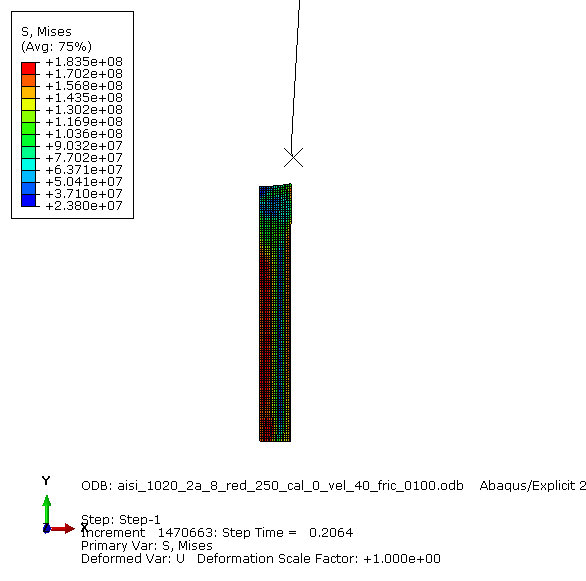 S, Mises
(Avg: 75%)
+1.835e+08
+1.702e+08
+1.568e+08
+1.435e+08
+1.302e+08
+1.169e+08
+1.036e+08
+9.032e+07
+7.702e+07
+6.371e+07
+5.041e+07
+3.710e+07
+2.380e+07
Y
X
ODB: aisi_1020_2a_8_red_250_cal_0_vel_40_fric_0100.odb Abaqus/Explicit 2
Step: Step-1
Increment 1470663: Step Time = 0.2064
Primary Var: S, Mises
Deformed Var: U Deformation Scale Factor: +1.000e+00